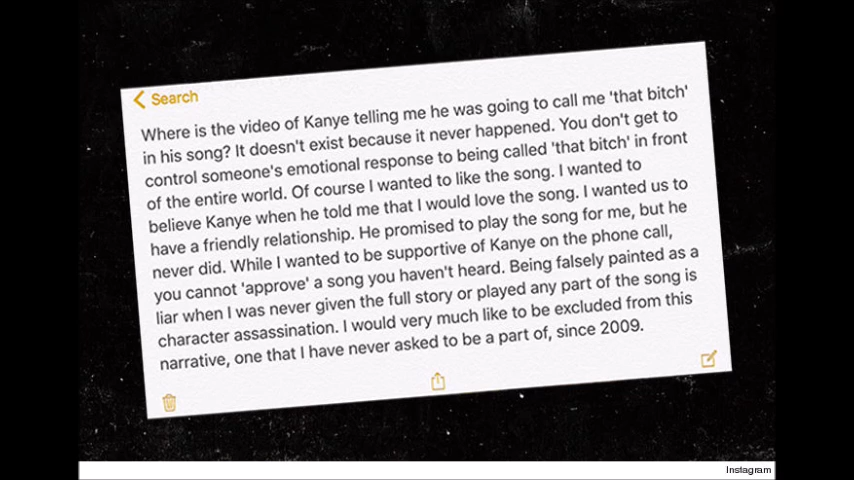 Search
Where is the video of Kanye telling me he was going to call me 'that bitch'
in his song? It doesn't exist because it never happened. You don't get to
control someone's emotional response to being called 'that bitch' in front
of the entire world. Of course I wanted to like the song. I wanted to
believe Kanye when he told me that I would love the song. I wanted us to
have a friendly relationship. He promised to play the song for me, but he
never did. While I wanted to be supportive of Kanye on the phone call,
you cannot 'approve' a song you haven't heard. Being falsely painted as a
liar when I was never given the full story or played any part of the song is
character assassination. I would very much like to be excluded from this
narrative, one that I have never asked to be a part of, since 2009.
Instagram